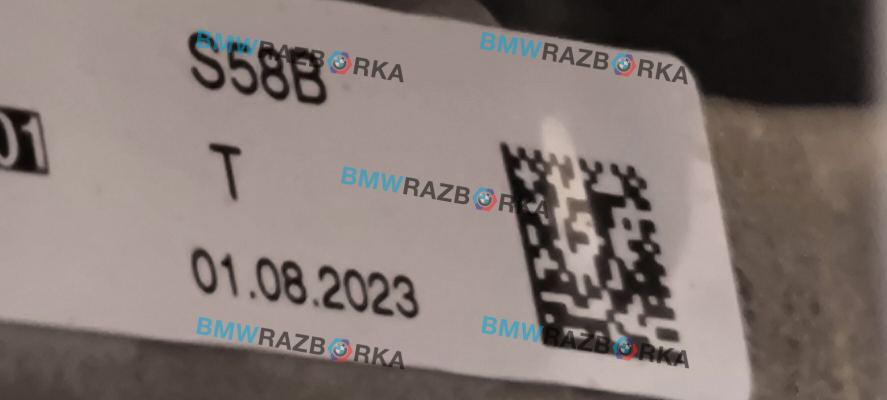 S58B
BMWRAZBORKA
BMWRAZBORKA
01
T
BMWRAZBORKA
01.08.2023
BMWRAZBORKA
BMWRAZBORKA